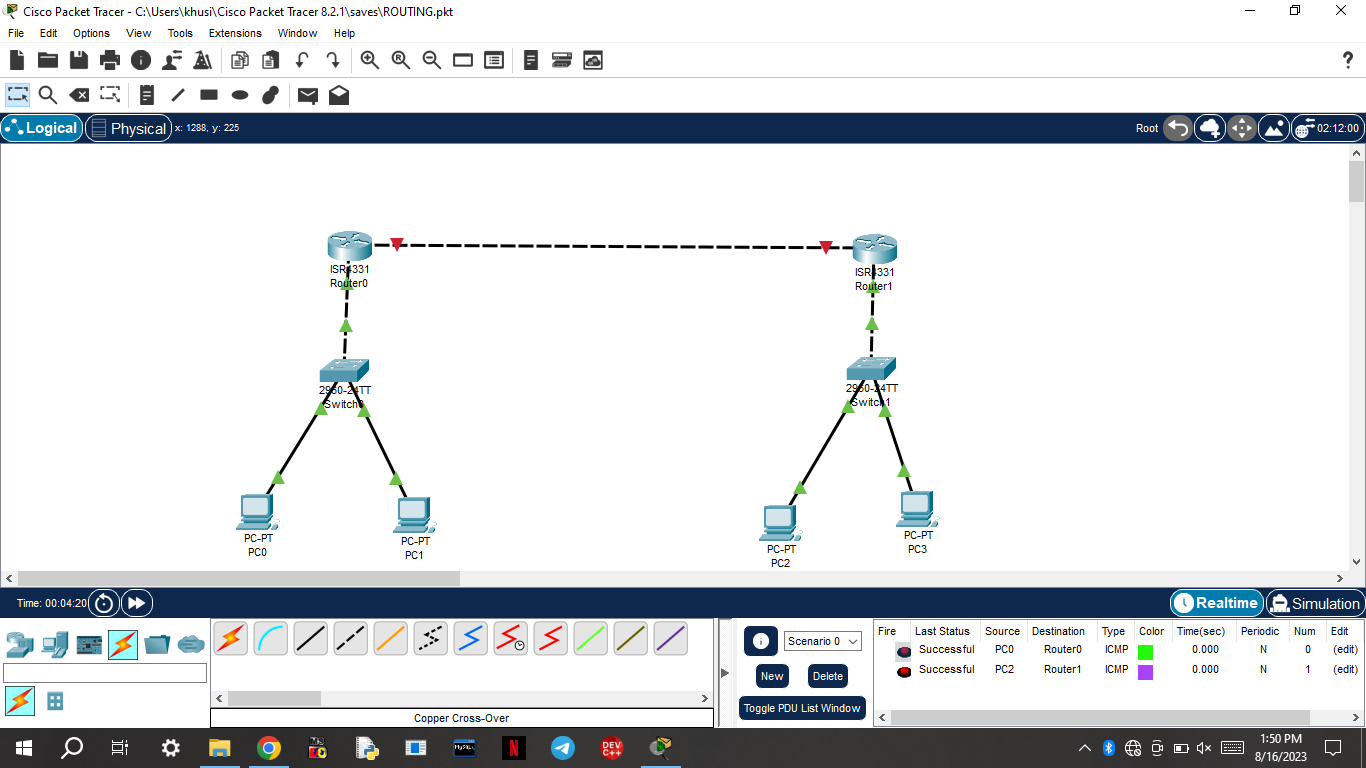 Cisco Packet Tracer - C:\Users\khusi\Cisco Packet Tracer 8.2.1\saves\ROUTING.pkt
File Edit Options View Tools Extensions Window Help
Logical Physical x: 1288, y: 225 Root 02:12:00
ISR4331
Router0
ISR4331
Router1
2960-24TT
Switch0
2960-24TT
Switch1
PC-PT
PC0
PC-PT
PC1
PC-PT
PC2
PC-PT
PC3
Time: 00:04:20 Realtime Simulation
Copper Cross-Over
Scenario 0
New Delete
Toggle PDU List Window
Fire Last Status Source Destination Type Color Time(sec) Periodic Num Edit
Successful PC0 Router0 ICMP 0.000 N 0 (edit)
Successful PC2 Router1 ICMP 0.000 N 1 (edit)
MySQL
N
DEV C++
1:50 PM
8/16/2023